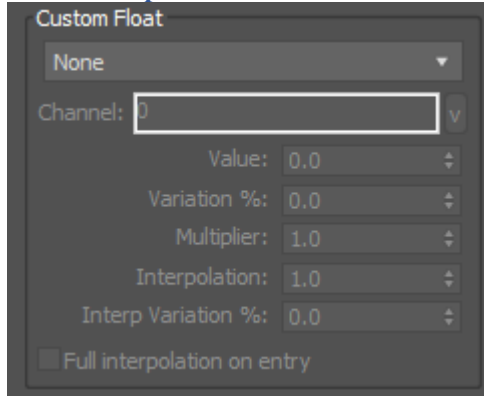 Custom Float
None
Channel: 0
v
Value: 0.0
Variation %: 0.0
Multiplier: 1.0
Interpolation: 1.0
Interp Variation %: 0.0
Full interpolation on entry